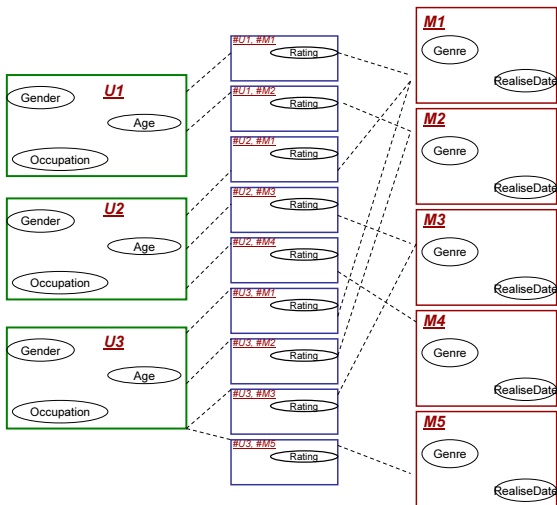 U1
Gender
Age
Occupation
U2
Gender
Age
Occupation
U3
Gender
Age
Occupation
#U1, #M1
Rating
#U1, #M2
Rating
#U2, #M1
Rating
#U2, #M3
Rating
#U2, #M4
Rating
#U3, #M1
Rating
#U3, #M2
Rating
#U3, #M3
Rating
#U3, #M5
Rating
M1
Genre
RealiseDate
M2
Genre
RealiseDate
M3
Genre
RealiseDate
M4
Genre
RealiseDate
M5
Genre
RealiseDate